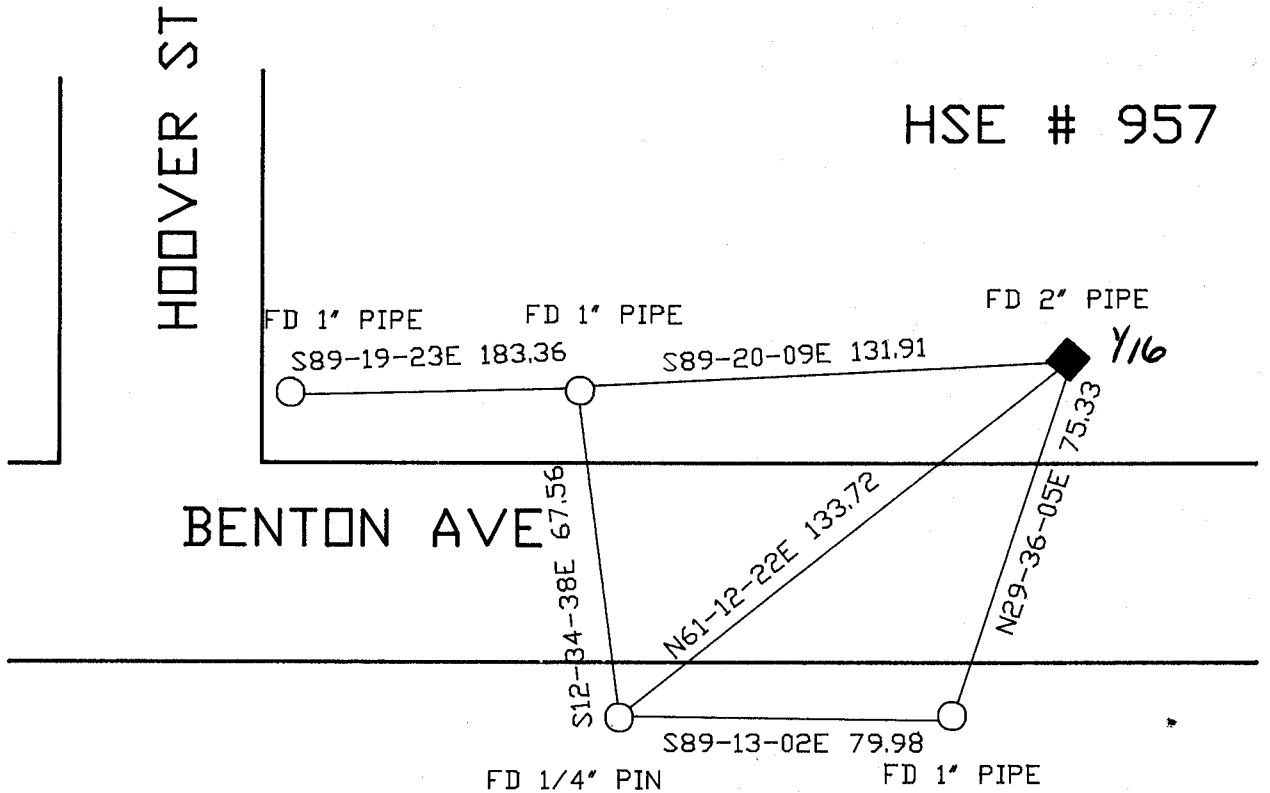 HOOVER ST
HSE # 957
FD 2" PIPE
FD 1" PIPE
FD 1" PIPE
Y16
S89-19-23E 183.36
S89-20-09E 131.91
N29-36-05E 75.33
BENTON AVE
S12-34-38E 67.56
N61-12-22E 133.72
S89-13-02E 79.98
FD 1/4" PIN
FD 1" PIPE